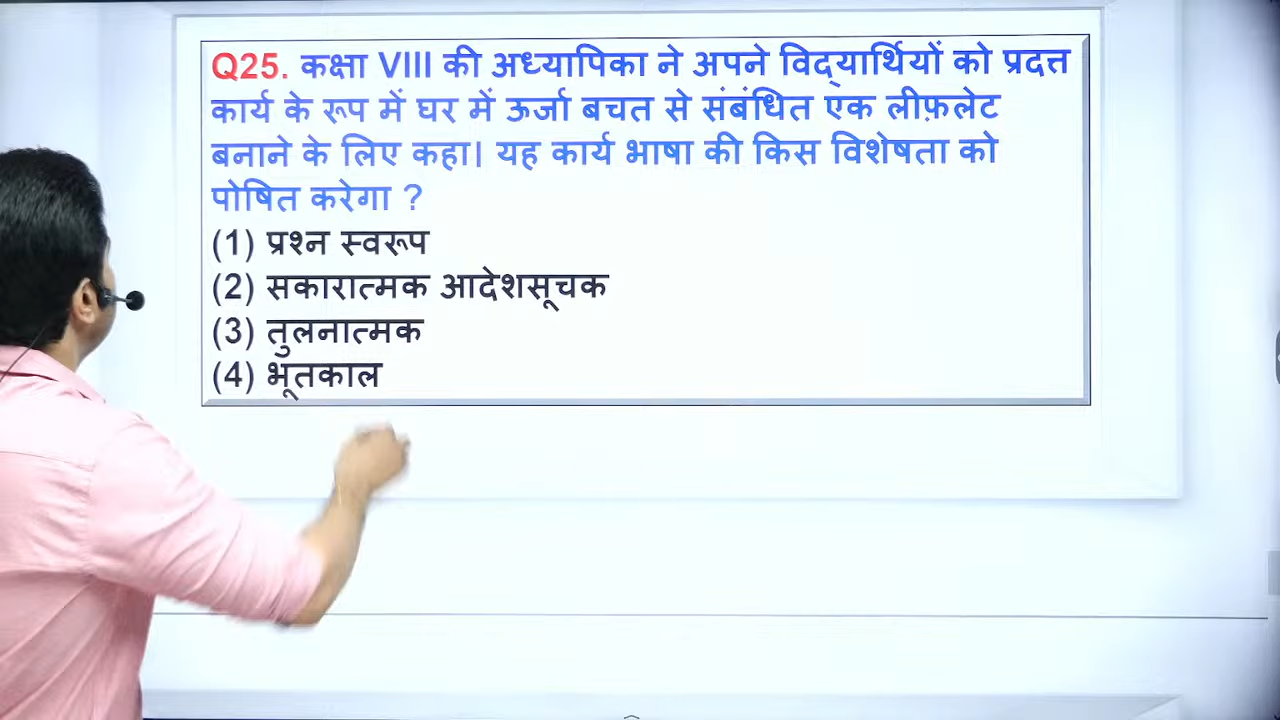 Q25. कक्षा VIII की अध्यापिका ने अपने विद्यार्थियों को प्रदत्त
कार्य के रूप में घर में ऊर्जा बचत से संबंधित एक लीफ़लेट
बनाने के लिए कहा। यह कार्य भाषा की किस विशेषता को
पोषित करेगा ?
(1) प्रश्न स्वरूप
(2) सकारात्मक आदेशसूचक
(3) तुलनात्मक
(4) भूतकाल